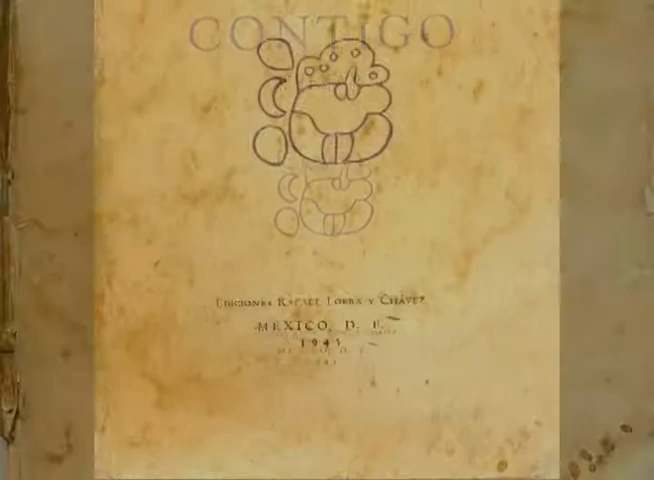 CONTIGO
EDICIONES RAFAEL LOERA Y CHÁVEZ
MEXICO, D. F.
1945